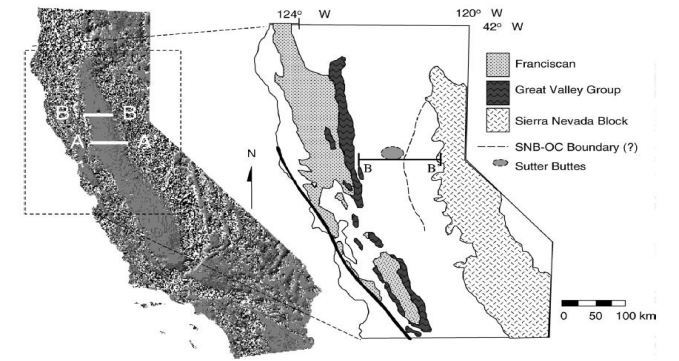 124° W
120° W
42° W
Franciscan
Great Valley Group
Sierra Nevada Block
SNB-OC Boundary (?)
Sutter Buttes
B B
A A
N
B B
0 50 100 km